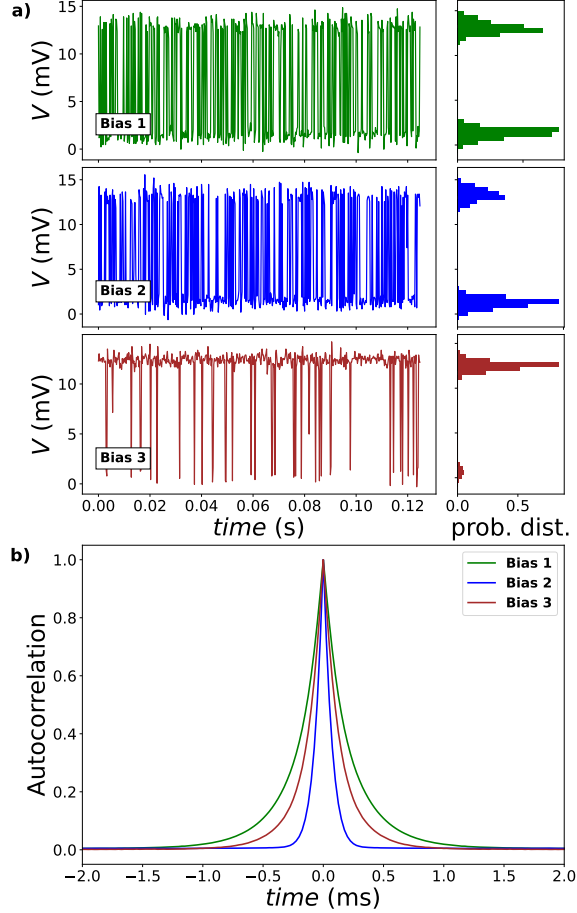 a)
15
10
5
0
V (mV)
Bias 1
15
10
5
0
V (mV)
Bias 2
10
5
0
V (mV)
Bias 3
0.00 0.02 0.04 0.06 0.08 0.10 0.12
time (s)
0.5
prob. dist.
b)
1.0
0.8
0.6
0.4
0.2
0.0
Autocorrelation
Bias 1
Bias 2
Bias 3
−2.0 −1.5 −1.0 −0.5 0.0 0.5 1.0 1.5 2.0
time (ms)